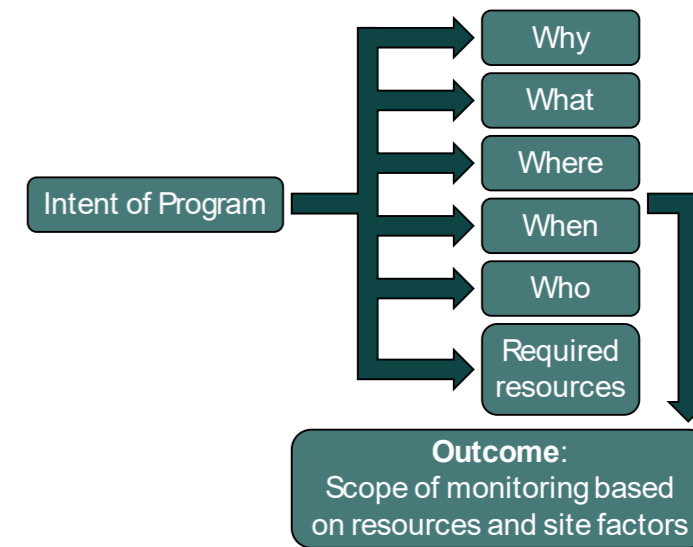 Why
What
Where
Intent of Program
When
Who
Required
resources
Outcome:
Scope of monitoring based
on resources and site factors